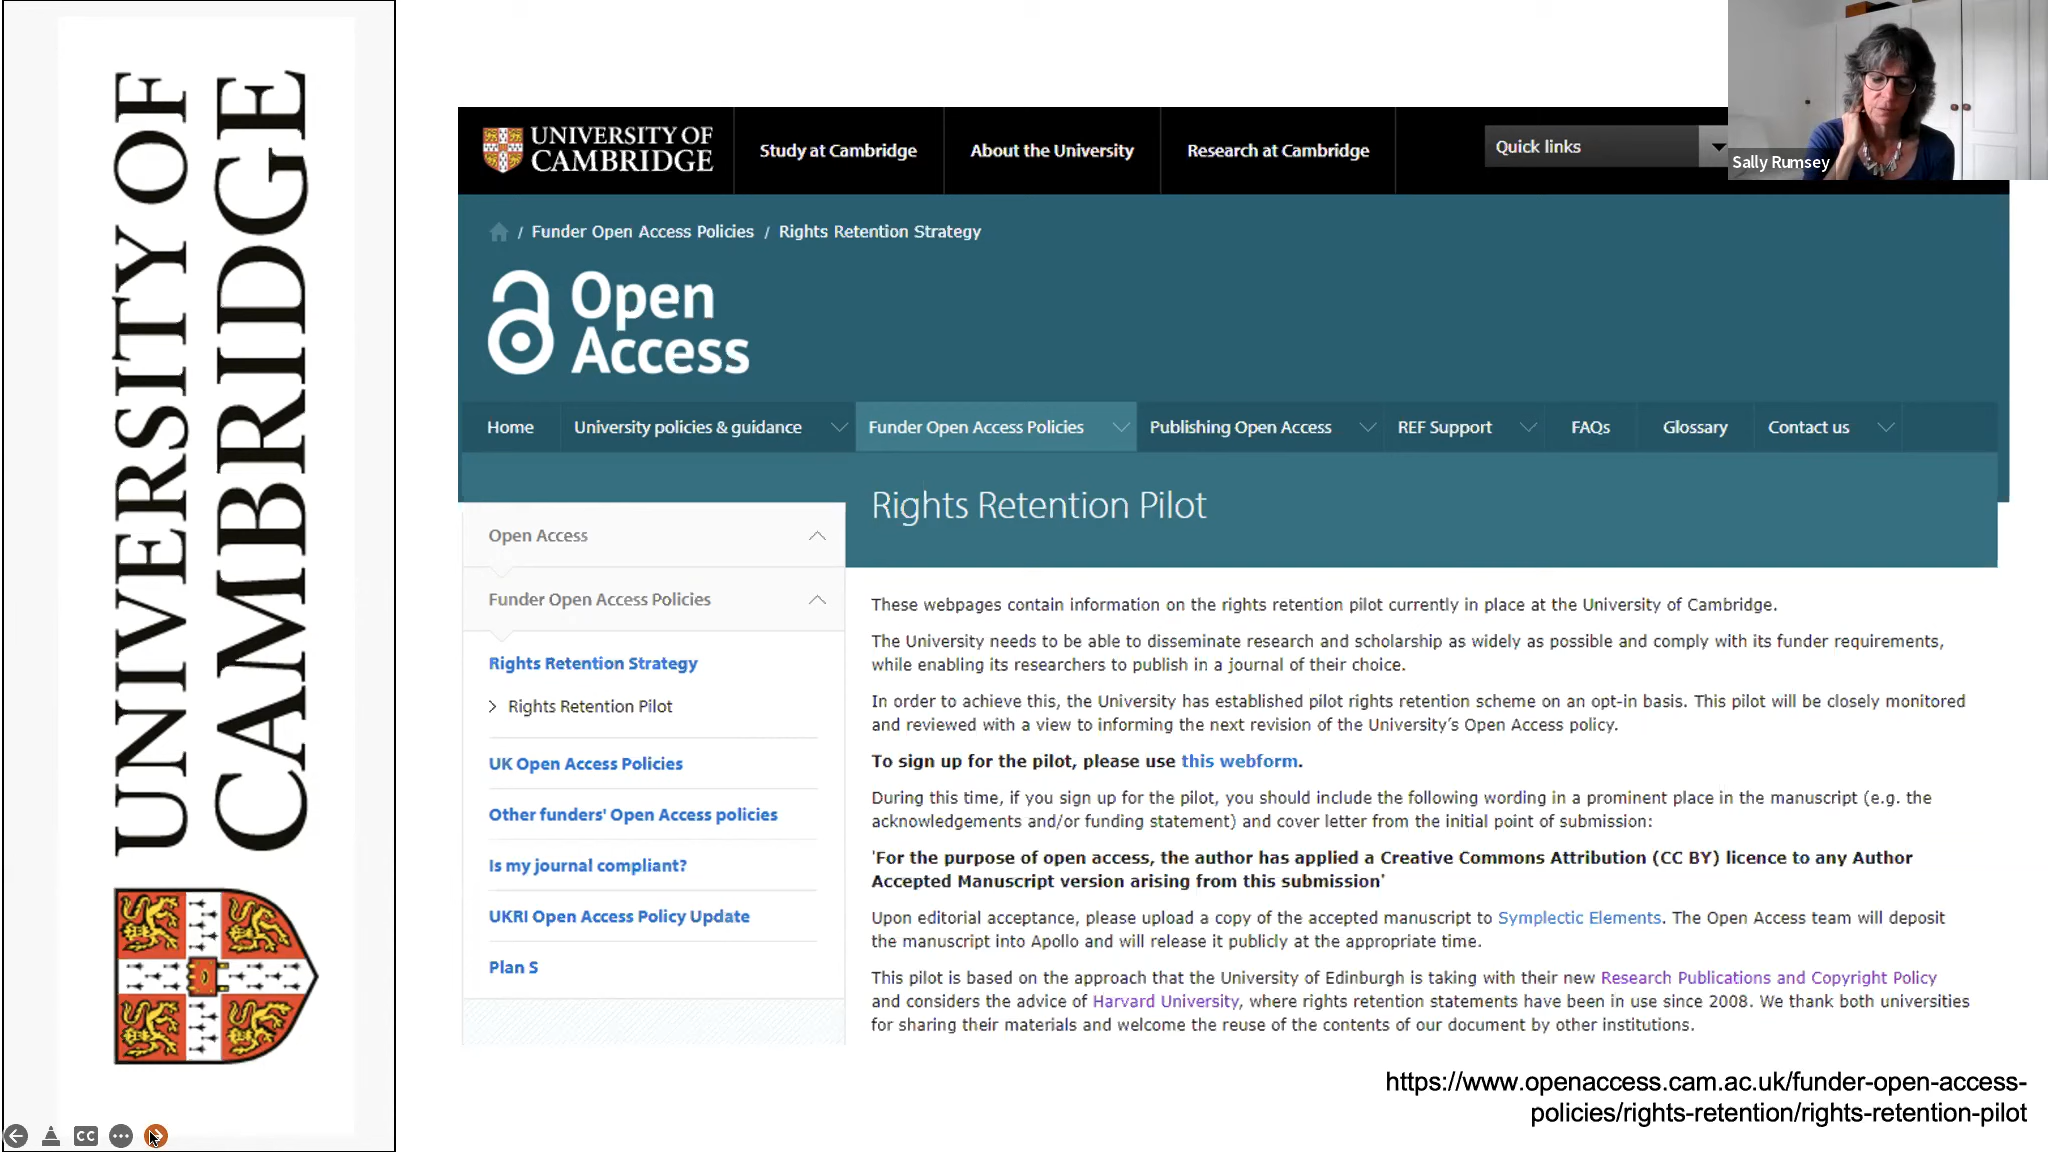 UNIVERSITY OF
CAMBRIDGE
UNIVERSITY OF
CAMBRIDGE
Study at Cambridge
About the University
Research at Cambridge
Quick links
Sally Rumsey
/ Funder Open Access Policies / Rights Retention Strategy
Open
Access
Home
University policies & guidance
Funder Open Access Policies
Publishing Open Access
REF Support
FAQs
Glossary
Contact us
Rights Retention Pilot
Open Access
Funder Open Access Policies
Rights Retention Strategy
Rights Retention Pilot
UK Open Access Policies
Other funders' Open Access policies
Is my journal compliant?
UKRI Open Access Policy Update
Plan S
These webpages contain information on the rights retention pilot currently in place at the University of Cambridge.
The University needs to be able to disseminate research and scholarship as widely as possible and comply with its funder requirements,
while enabling its researchers to publish in a journal of their choice.
In order to achieve this, the University has established pilot rights retention scheme on an opt-in basis. This pilot will be closely monitored
and reviewed with a view to informing the next revision of the University's Open Access policy.
To sign up for the pilot, please use this webform.
During this time, if you sign up for the pilot, you should include the following wording in a prominent place in the manuscript (e.g. the
acknowledgements and/or funding statement) and cover letter from the initial point of submission:
'For the purpose of open access, the author has applied a Creative Commons Attribution (CC BY) licence to any Author
Accepted Manuscript version arising from this submission'
Upon editorial acceptance, please upload a copy of the accepted manuscript to Symplectic Elements. The Open Access team will deposit
the manuscript into Apollo and will release it publicly at the appropriate time.
This pilot is based on the approach that the University of Edinburgh is taking with their new Research Publications and Copyright Policy
and considers the advice of Harvard University, where rights retention statements have been in use since 2008. We thank both universities
for sharing their materials and welcome the reuse of the contents of our document by other institutions.
https://www.openaccess.cam.ac.uk/funder-open-access-
policies/rights-retention/rights-retention-pilot
CC